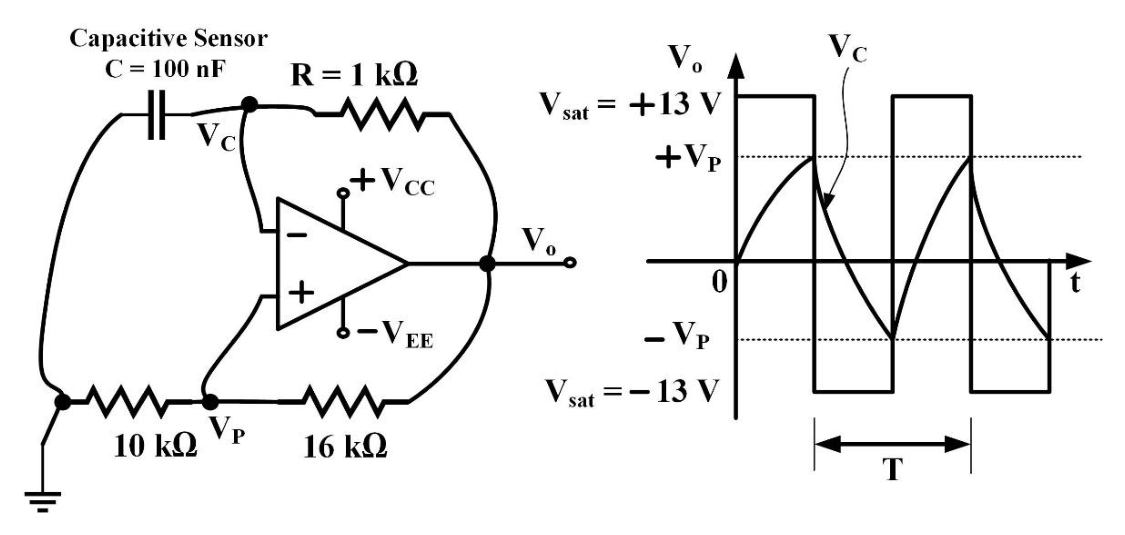 Capacitive Sensor
C = 100 nF
R = 1 kΩ
V_C
+V_CC
−
+
−V_EE
V_o
10 kΩ
V_P
16 kΩ
V_o
V_C
V_sat = +13 V
+V_P
0
t
− V_P
V_sat = − 13 V
T